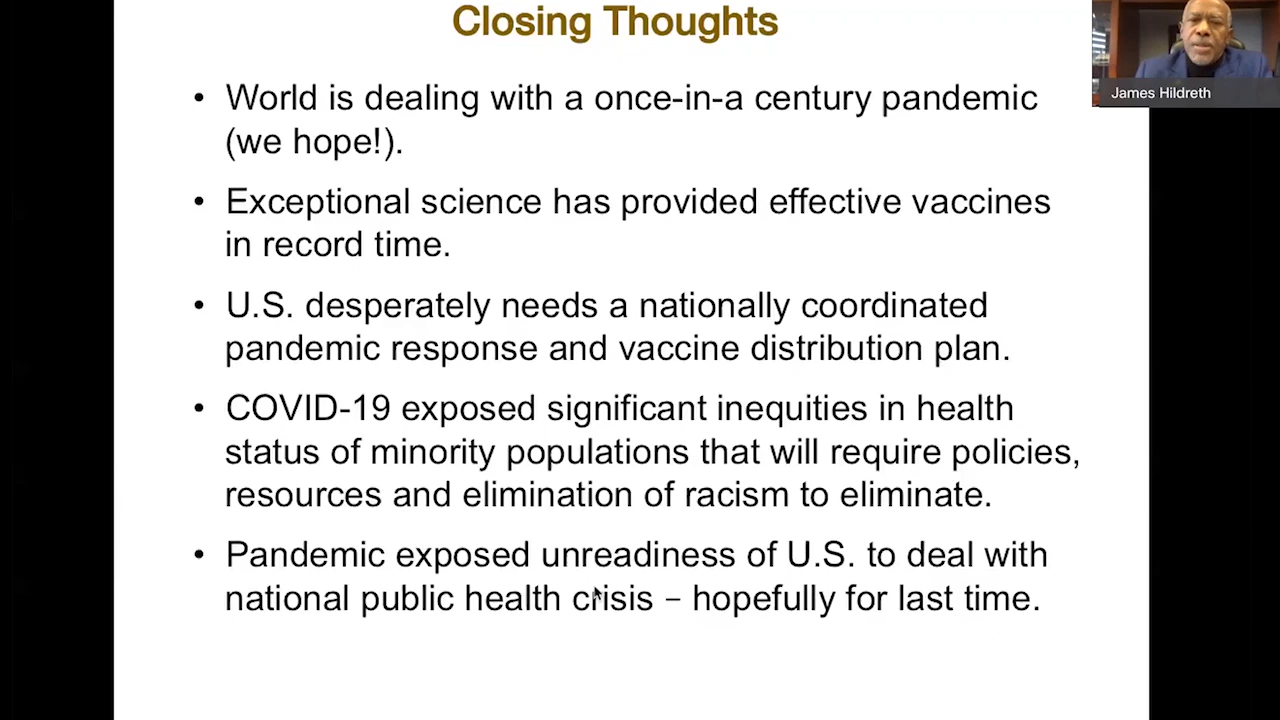 Closing Thoughts
James Hildreth
• World is dealing with a once-in-a century pandemic
(we hope!).
• Exceptional science has provided effective vaccines
in record time.
• U.S. desperately needs a nationally coordinated
pandemic response and vaccine distribution plan.
• COVID-19 exposed significant inequities in health
status of minority populations that will require policies,
resources and elimination of racism to eliminate.
• Pandemic exposed unreadiness of U.S. to deal with
national public health crisis – hopefully for last time.